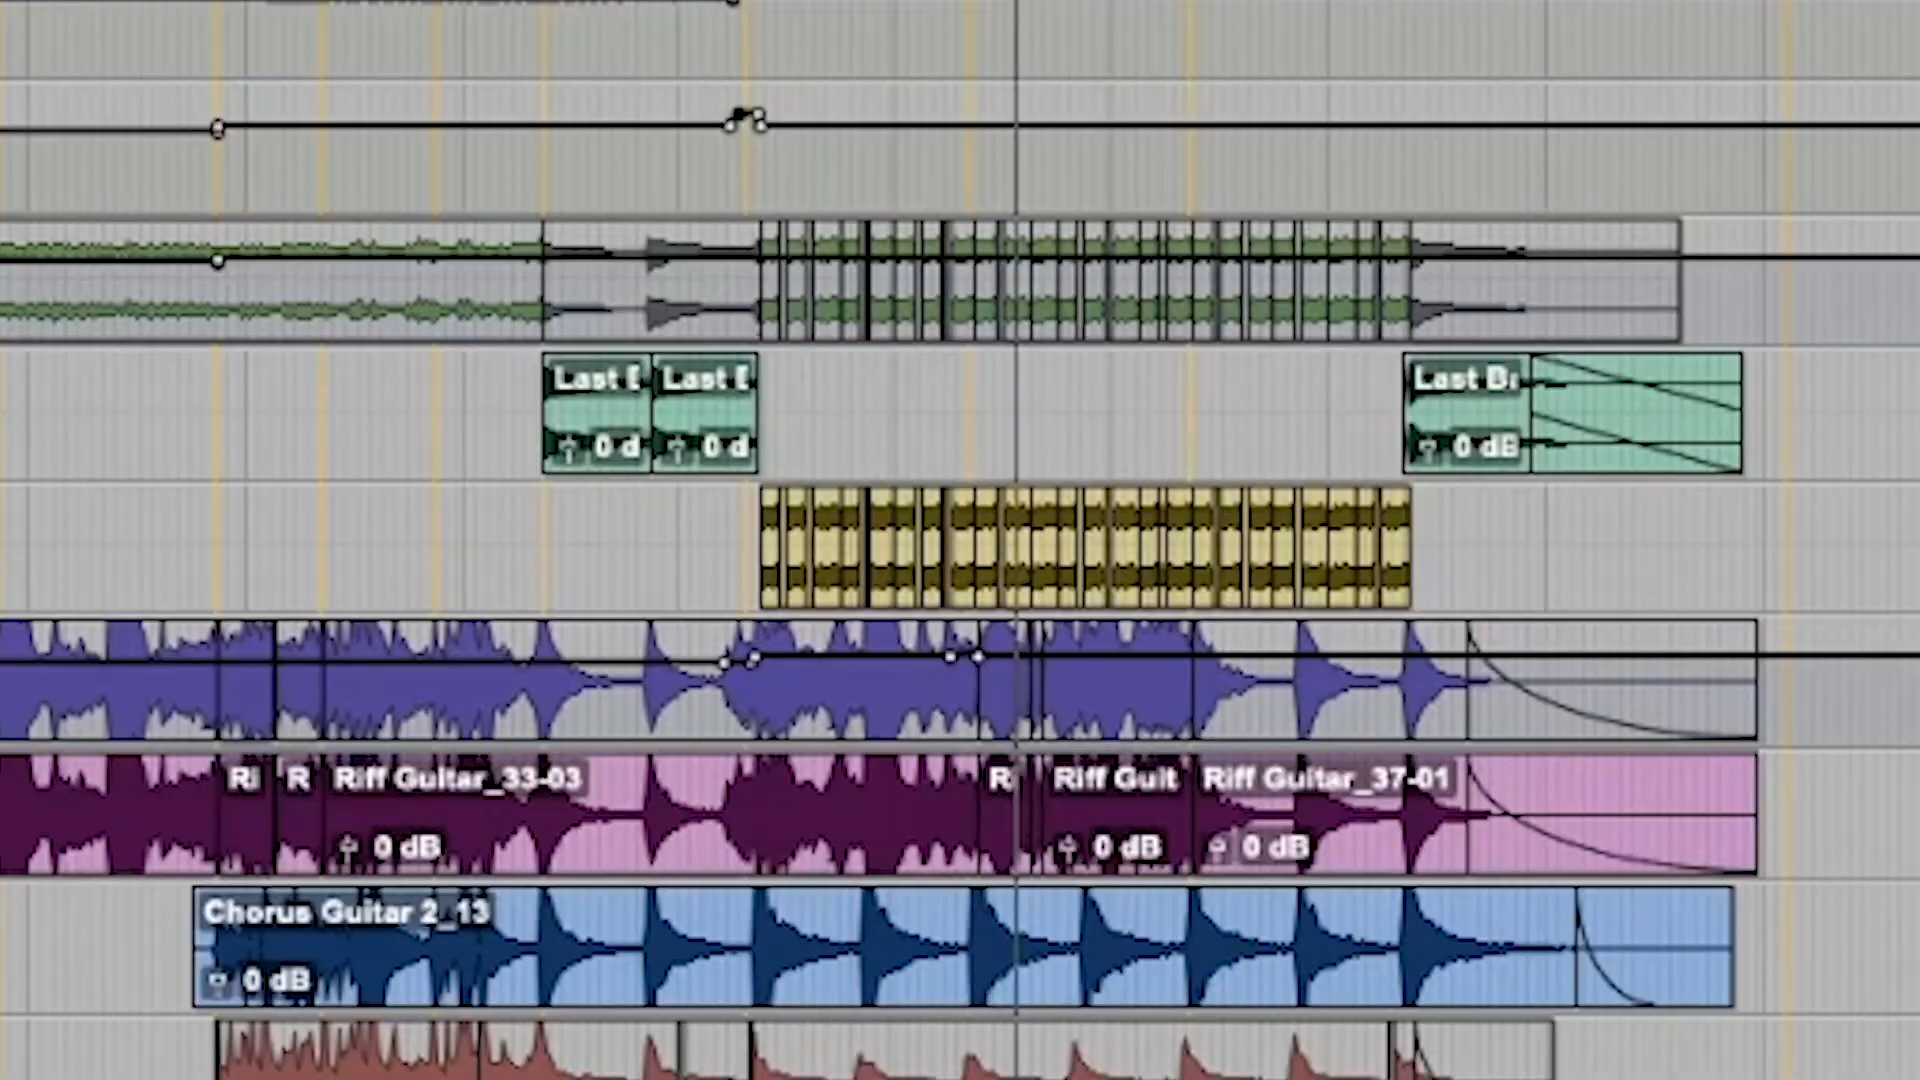 Last
Last
0 d
0 d
Last
0 dB
Ri
R
Riff Guitar_33-03
R
Riff Guit
Riff Guitar_37-01
0 dB
0 dB
0 dB
Chorus Guitar 2_13
0 dB